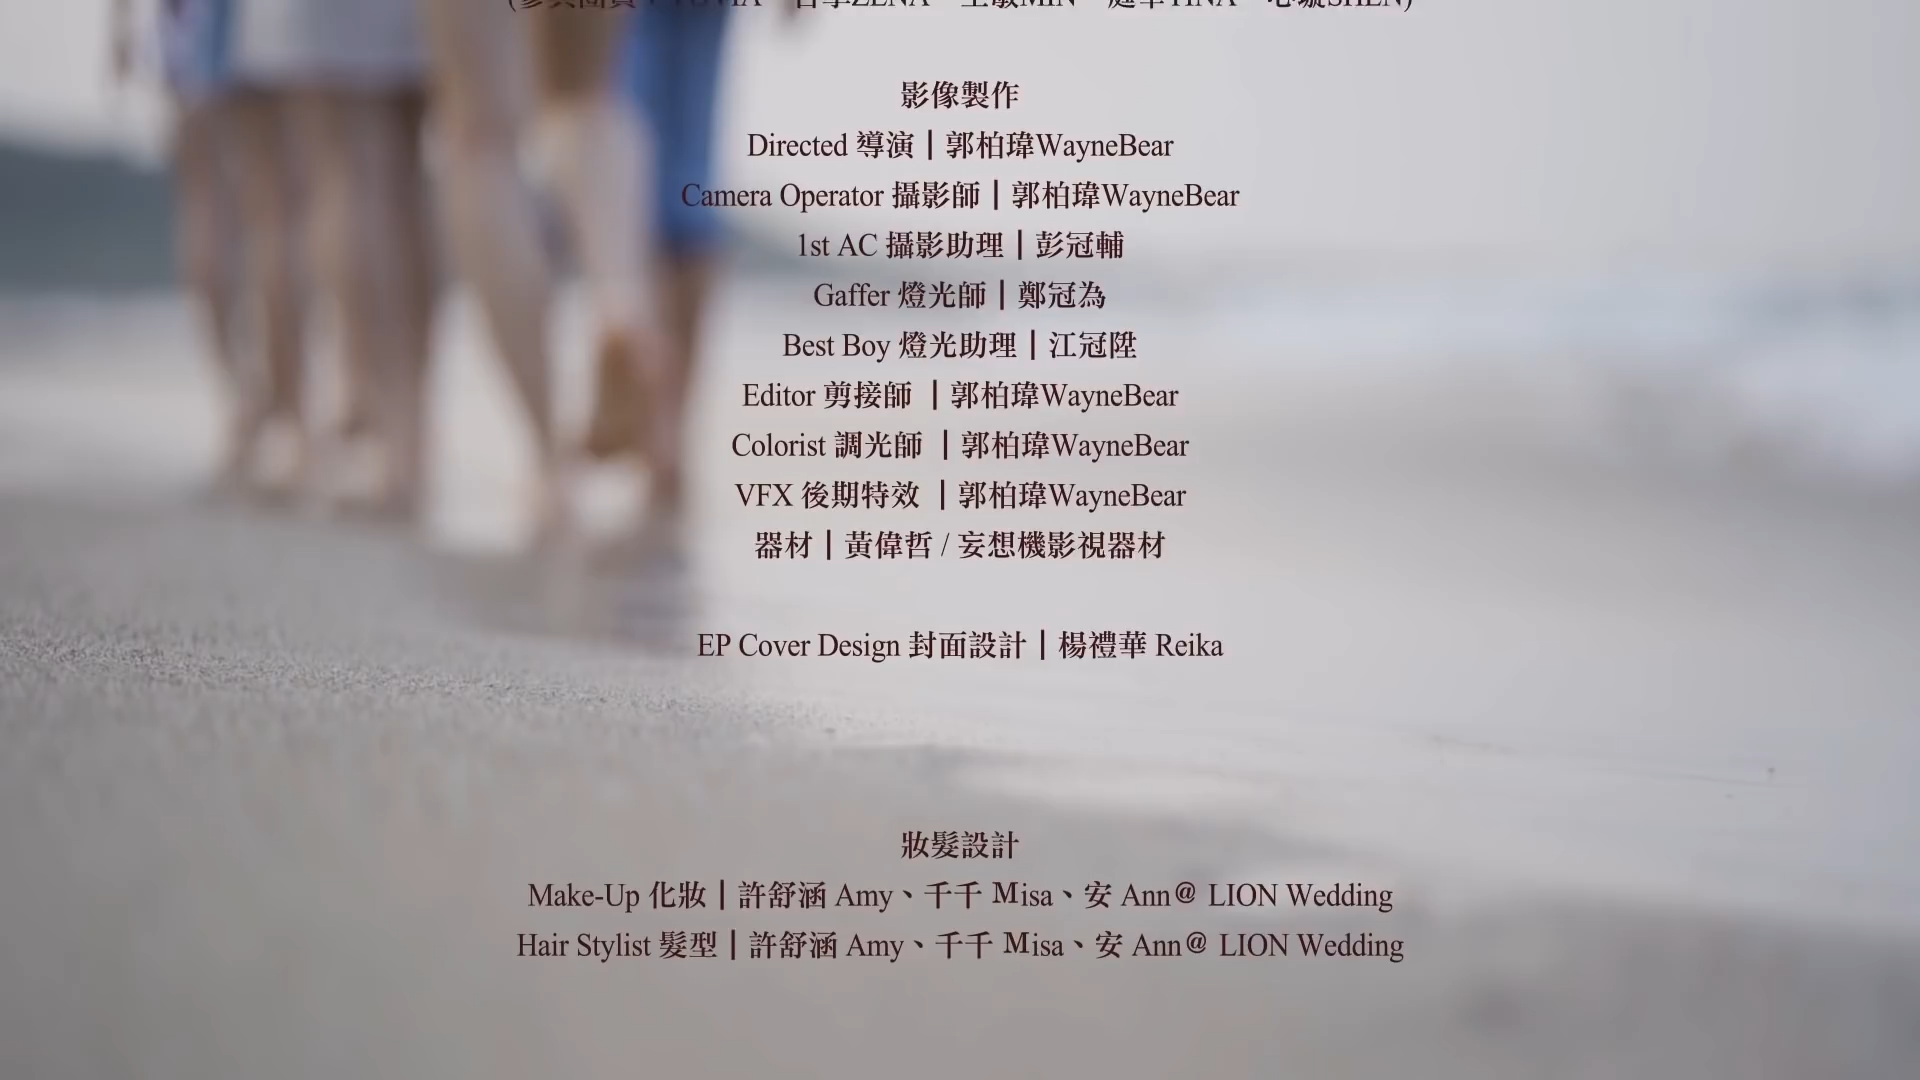 ZENA MIN TINA SHEN)
影像製作
Directed 導演┃郭柏瑋WayneBear
Camera Operator 攝影師┃郭柏瑋WayneBear
1st AC 攝影助理┃彭冠輔
Gaffer 燈光師┃鄭冠為
Best Boy 燈光助理┃江冠陞
Editor 剪接師 ┃郭柏瑋WayneBear
Colorist 調光師 ┃郭柏瑋WayneBear
VFX 後期特效 ┃郭柏瑋WayneBear
器材┃黃偉哲 / 妄想機影視器材
EP Cover Design 封面設計┃楊禮華 Reika
妝髮設計
Make-Up 化妝┃許舒涵 Amy、千千 Misa、安 Ann@ LION Wedding
Hair Stylist 髮型┃許舒涵 Amy、千千 Misa、安 Ann@ LION Wedding